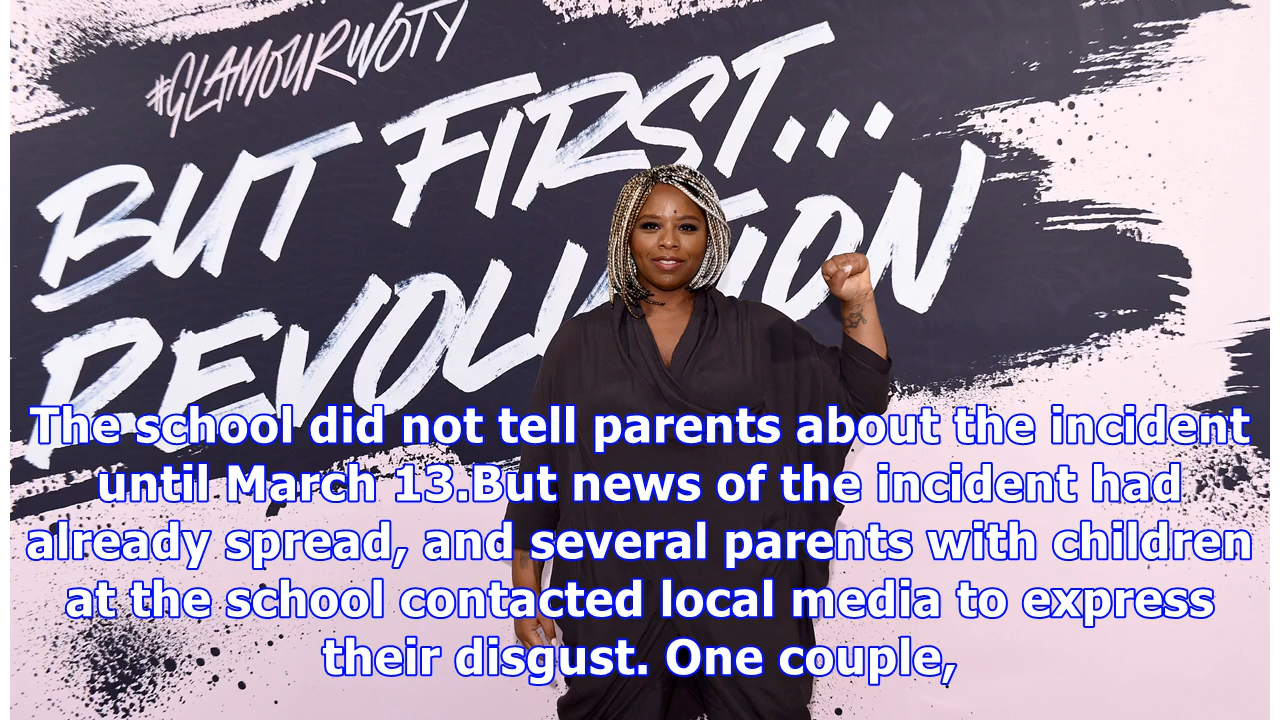 #GLAMOURWOTY
BUT FIRST...
REVOLUTION
The school did not tell parents about the incident
until March 13.But news of the incident had
already spread, and several parents with children
at the school contacted local media to express
their disgust. One couple,